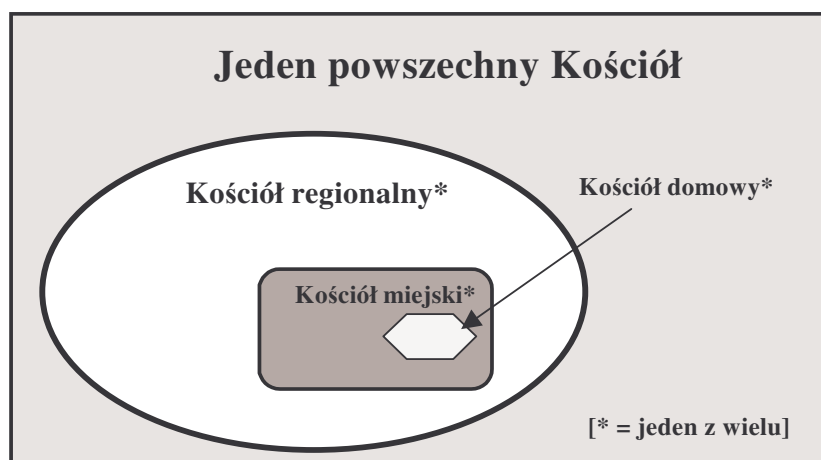 Jeden powszechny Kościół
Kościół regionalny*
Kościół domowy*
Kościół miejski*
[* = jeden z wielu]